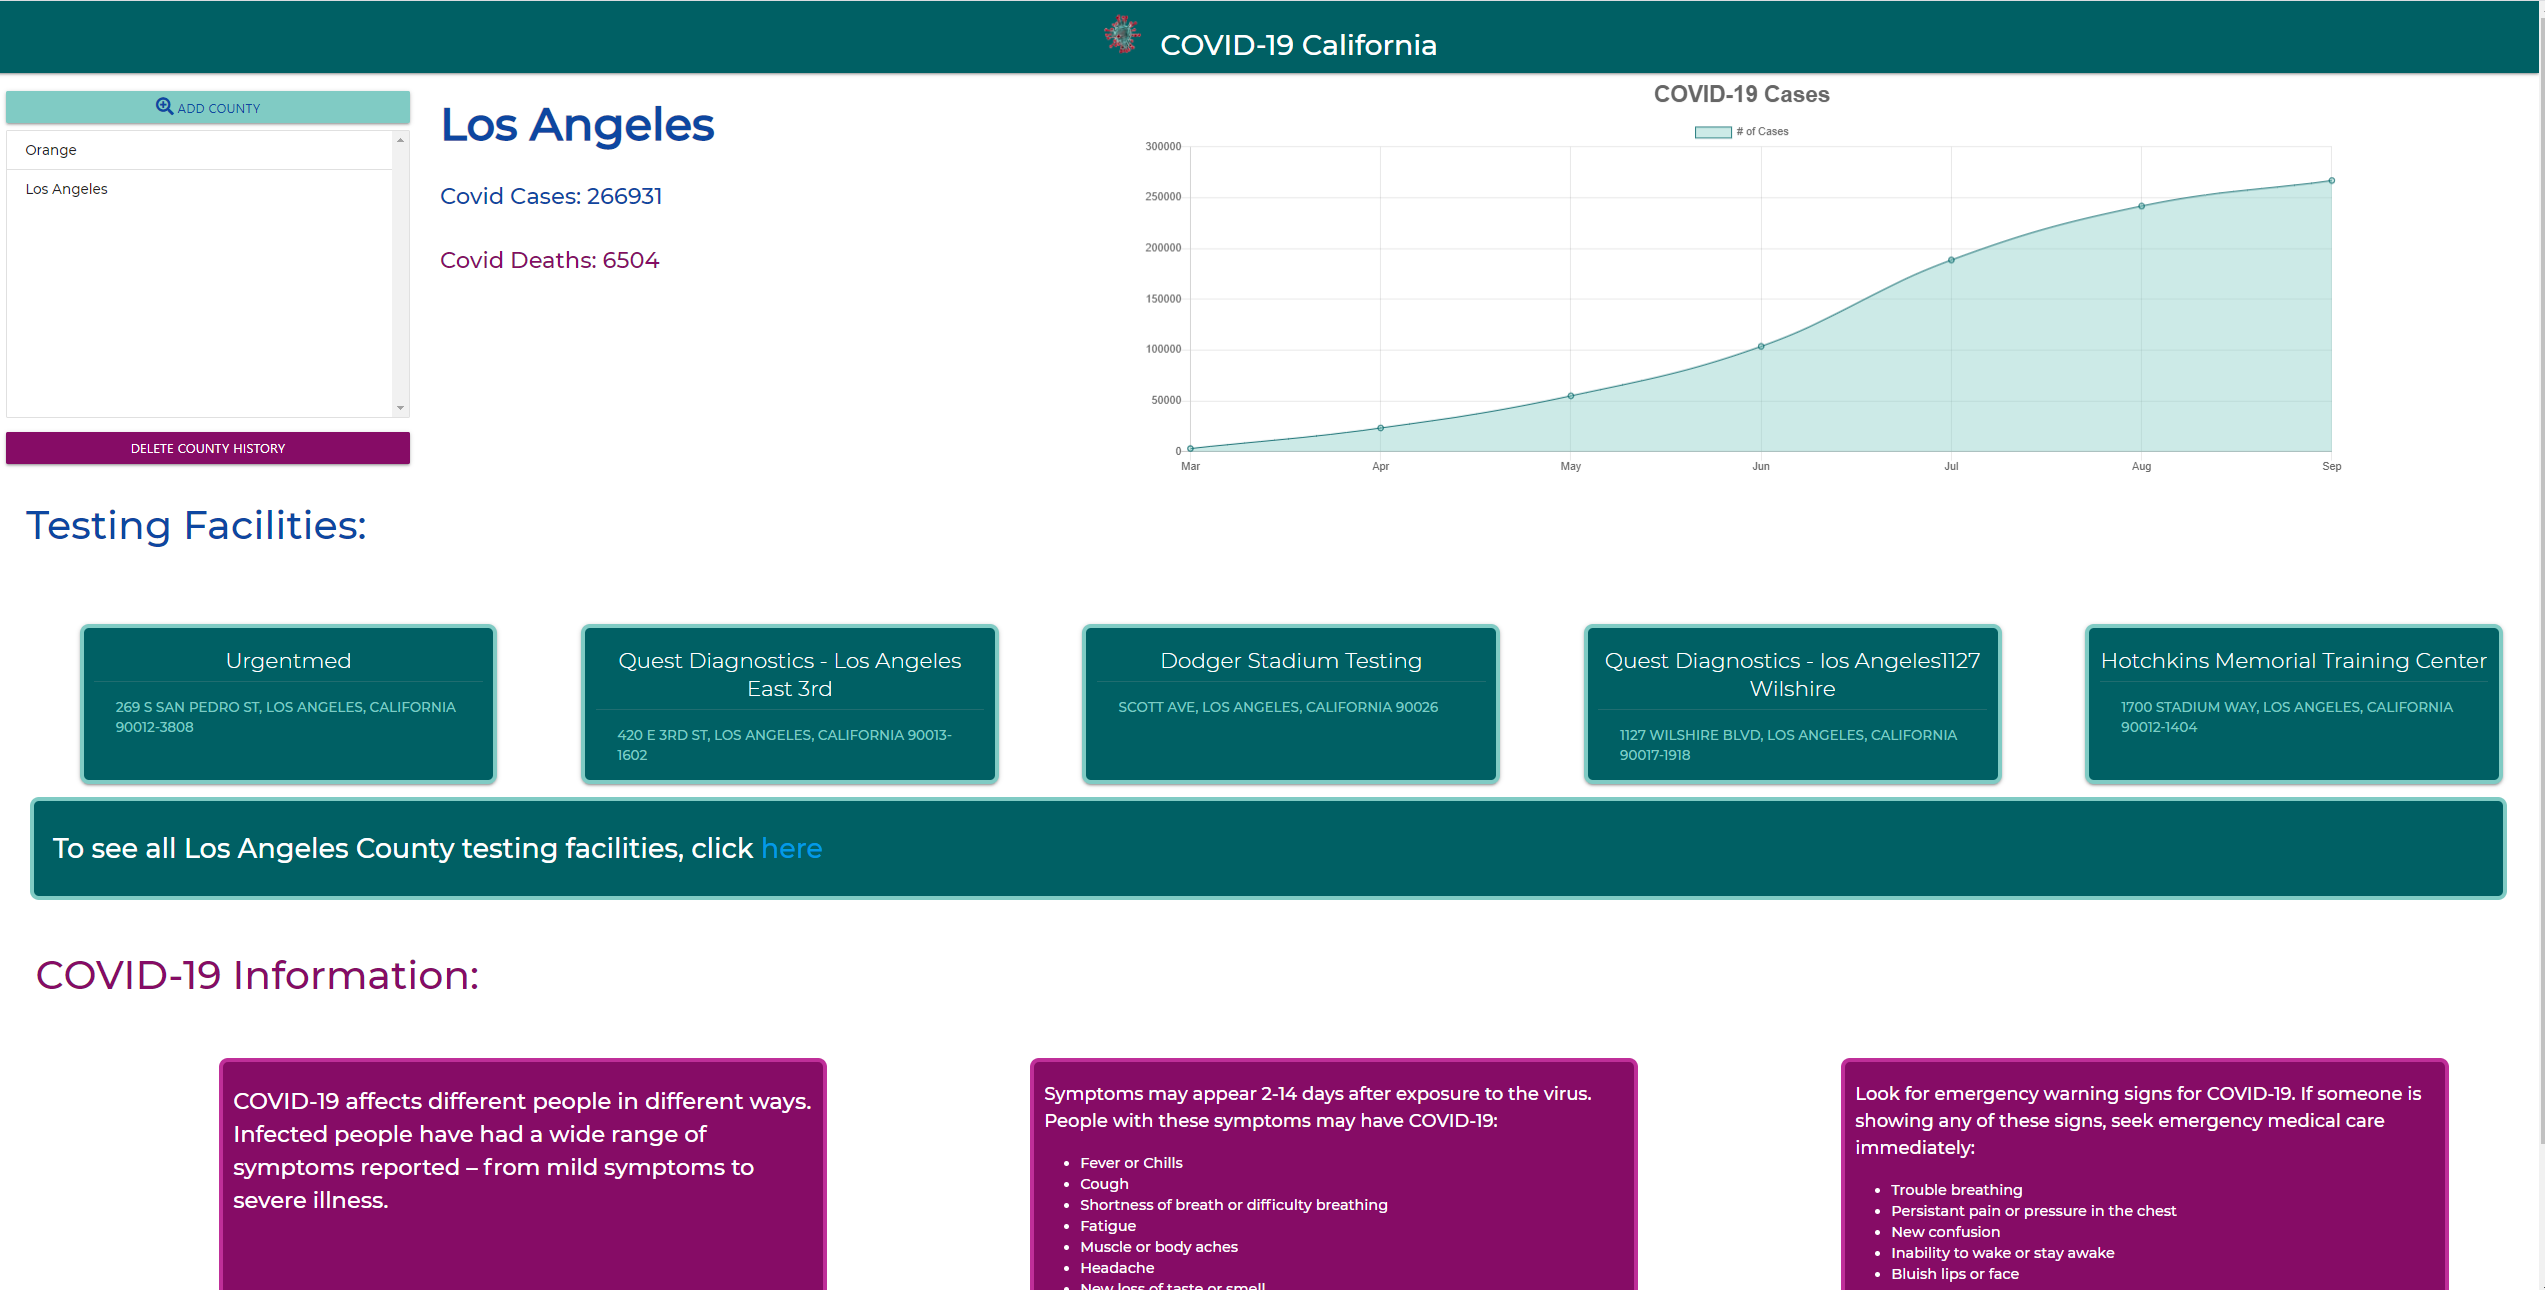 COVID-19 California
ADD COUNTY
Orange
Los Angeles
DELETE COUNTY HISTORY
Los Angeles
Covid Cases: 266931
Covid Deaths: 6504
COVID-19 Cases
# of Cases
300000
250000
200000
150000
100000
50000
0
Mar Apr May Jun Jul Aug Sep
Testing Facilities:
Urgentmed
269 S SAN PEDRO ST, LOS ANGELES, CALIFORNIA
90012-3808
Quest Diagnostics - Los Angeles
East 3rd
420 E 3RD ST, LOS ANGELES, CALIFORNIA 90013-
1602
Dodger Stadium Testing
SCOTT AVE, LOS ANGELES, CALIFORNIA 90026
Quest Diagnostics - los Angeles1127
Wilshire
1127 WILSHIRE BLVD, LOS ANGELES, CALIFORNIA
90017-1918
Hotchkins Memorial Training Center
1700 STADIUM WAY, LOS ANGELES, CALIFORNIA
90012-1404
To see all Los Angeles County testing facilities, click here
COVID-19 Information:
COVID-19 affects different people in different ways.
Infected people have had a wide range of
symptoms reported – from mild symptoms to
severe illness.
Symptoms may appear 2-14 days after exposure to the virus.
People with these symptoms may have COVID-19:
• Fever or Chills
• Cough
• Shortness of breath or difficulty breathing
• Fatigue
• Muscle or body aches
• Headache
• New loss of taste or smell
Look for emergency warning signs for COVID-19. If someone is
showing any of these signs, seek emergency medical care
immediately:
• Trouble breathing
• Persistant pain or pressure in the chest
• New confusion
• Inability to wake or stay awake
• Bluish lips or face